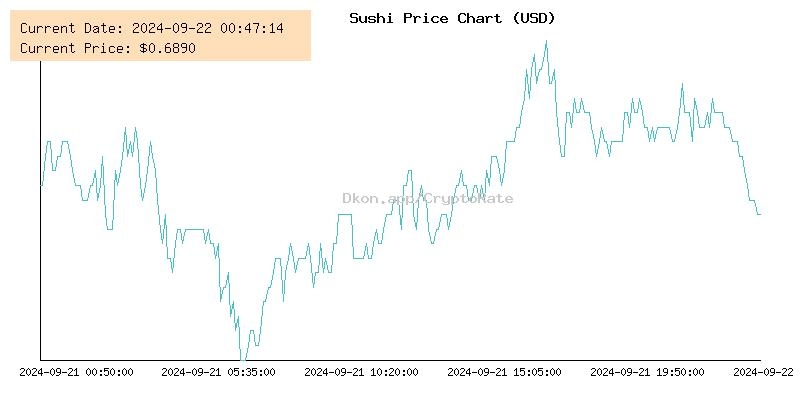 Sushi Price Chart (USD)
Current Date: 2024-09-22 00:47:14
Current Price: $0.6890
Dkon.app/CryptoMate
2024-09-21 00:50:00 2024-09-21 05:35:00 2024-09-21 10:20:00 2024-09-21 15:05:00 2024-09-21 19:50:00 2024-09-22